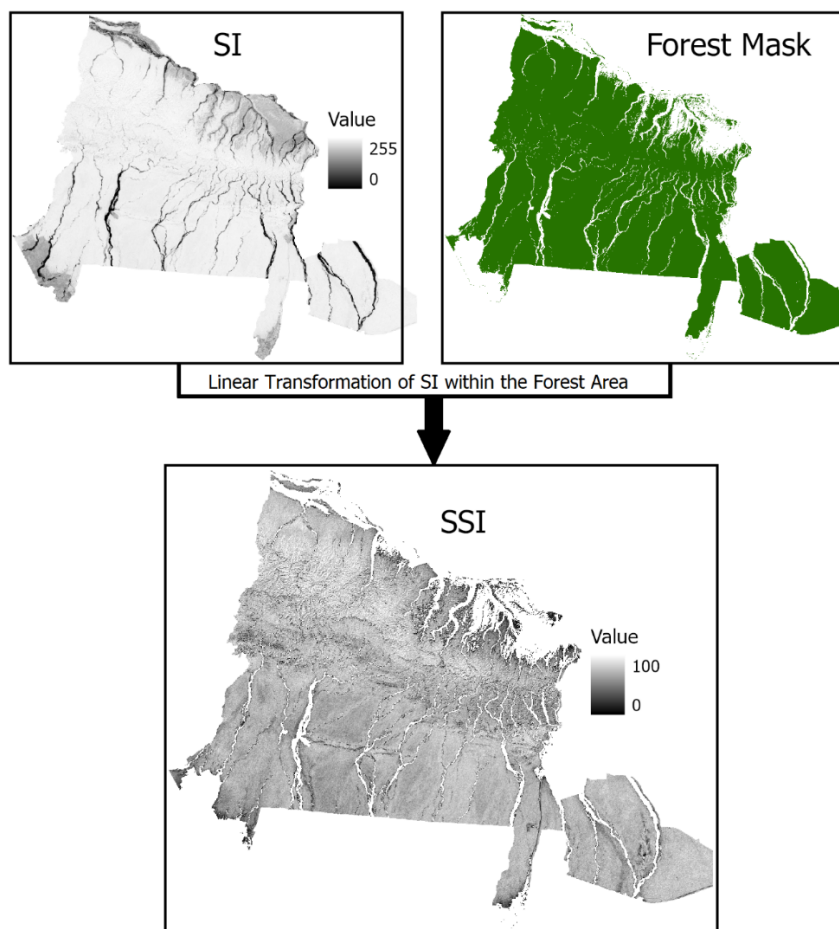 SI
Value
255
0
Forest Mask
Linear Transformation of SI within the Forest Area
SSI
Value
100
0